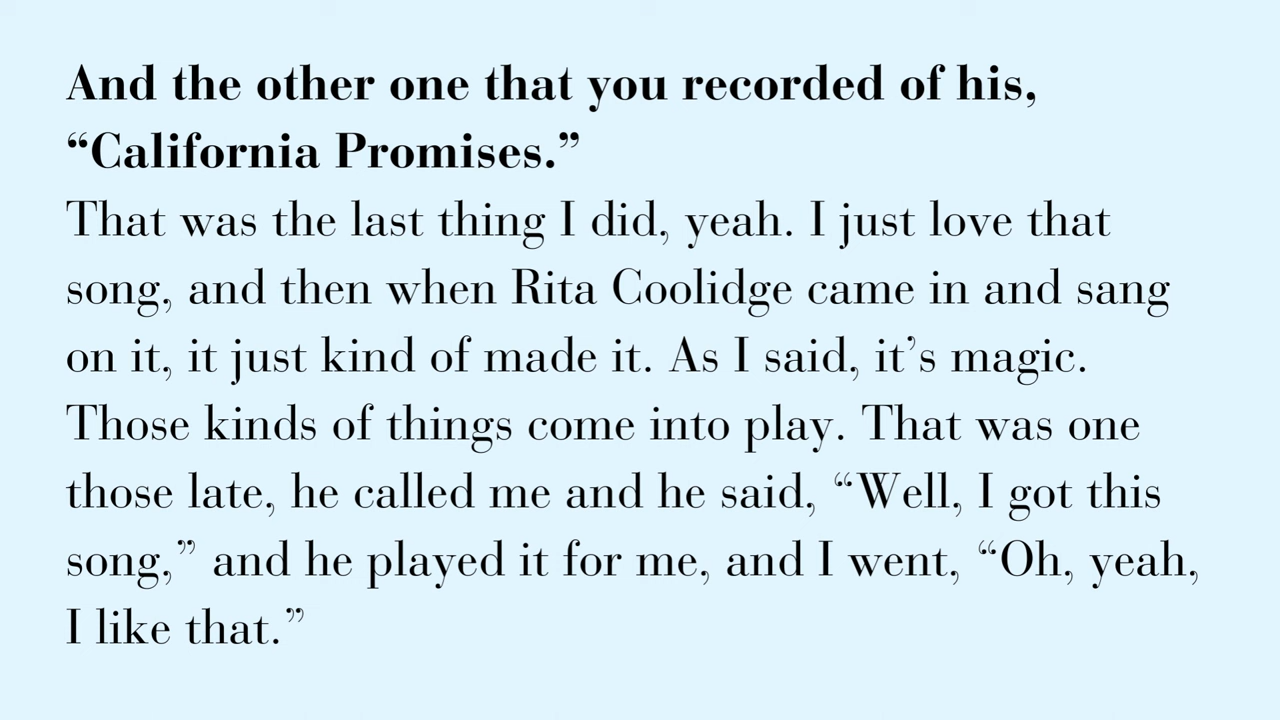 And the other one that you recorded of his,
“California Promises.”
That was the last thing I did, yeah. I just love that
song, and then when Rita Coolidge came in and sang
on it, it just kind of made it. As I said, it’s magic.
Those kinds of things come into play. That was one
those late, he called me and he said, “Well, I got this
song,” and he played it for me, and I went, “Oh, yeah,
I like that.”